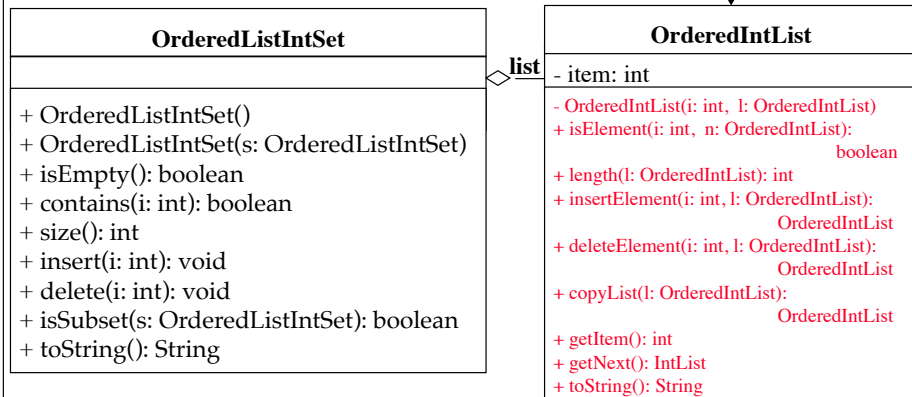 OrderedListIntSet
+ OrderedListIntSet()
+ OrderedListIntSet(s: OrderedListIntSet)
+ isEmpty(): boolean
+ contains(i: int): boolean
+ size(): int
+ insert(i: int): void
+ delete(i: int): void
+ isSubset(s: OrderedListIntSet): boolean
+ toString(): String
list
OrderedIntList
- item: int
- OrderedIntList(i: int, l: OrderedIntList)
+ isElement(i: int, n: OrderedIntList):
boolean
+ length(l: OrderedIntList): int
+ insertElement(i: int, l: OrderedIntList):
OrderedIntList
+ deleteElement(i: int, l: OrderedIntList):
OrderedIntList
+ copyList(l: OrderedIntList):
OrderedIntList
+ getItem(): int
+ getNext(): IntList
+ toString(): String